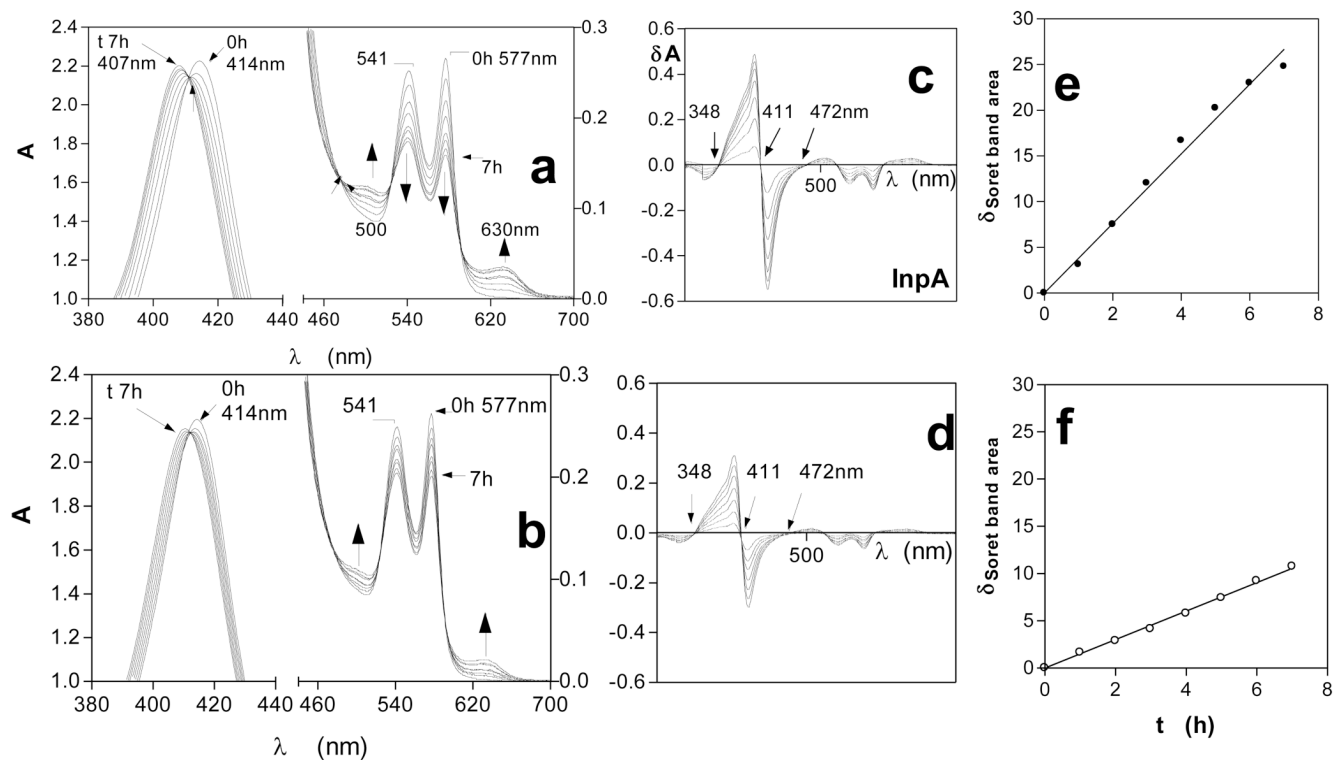 2.4
2.2
2.0
1.8
1.6
1.4
1.2
1.0
A
t 7h
407nm
0h
414nm
541
0h 577nm
7h
a
500
630nm
0.3
0.2
0.1
0.0
380 400 420 440 460 540 620 700
λ (nm)
0.6
0.4
0.2
0.0
-0.2
-0.4
-0.6
δA
c
348 411 472nm
500
λ (nm)
InpA
30
25
20
15
10
5
0
δ Soret band area
e
0 2 4 6 8
2.4
2.2
2.0
1.8
1.6
1.4
1.2
1.0
A
t 7h
0h
414nm
541
0h 577nm
7h
b
0.3
0.2
0.1
0.0
380 400 420 440 460 540 620 700
λ (nm)
0.6
0.4
0.2
0.0
-0.2
-0.4
-0.6
d
348 411 472nm
500
λ (nm)
30
25
20
15
10
5
0
δ Soret band area
f
0 2 4 6 8
t (h)